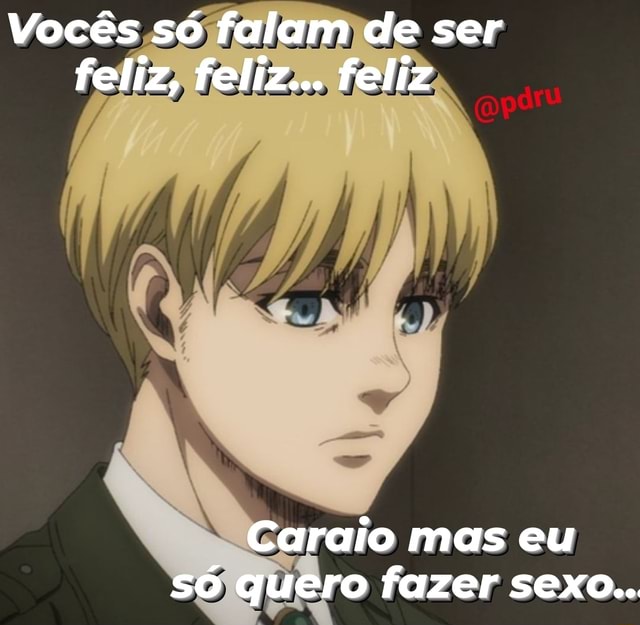 Vocês só falam de ser
feliz, feliz... feliz
@pdru
Caraio mas eu
só quero fazer sexo...